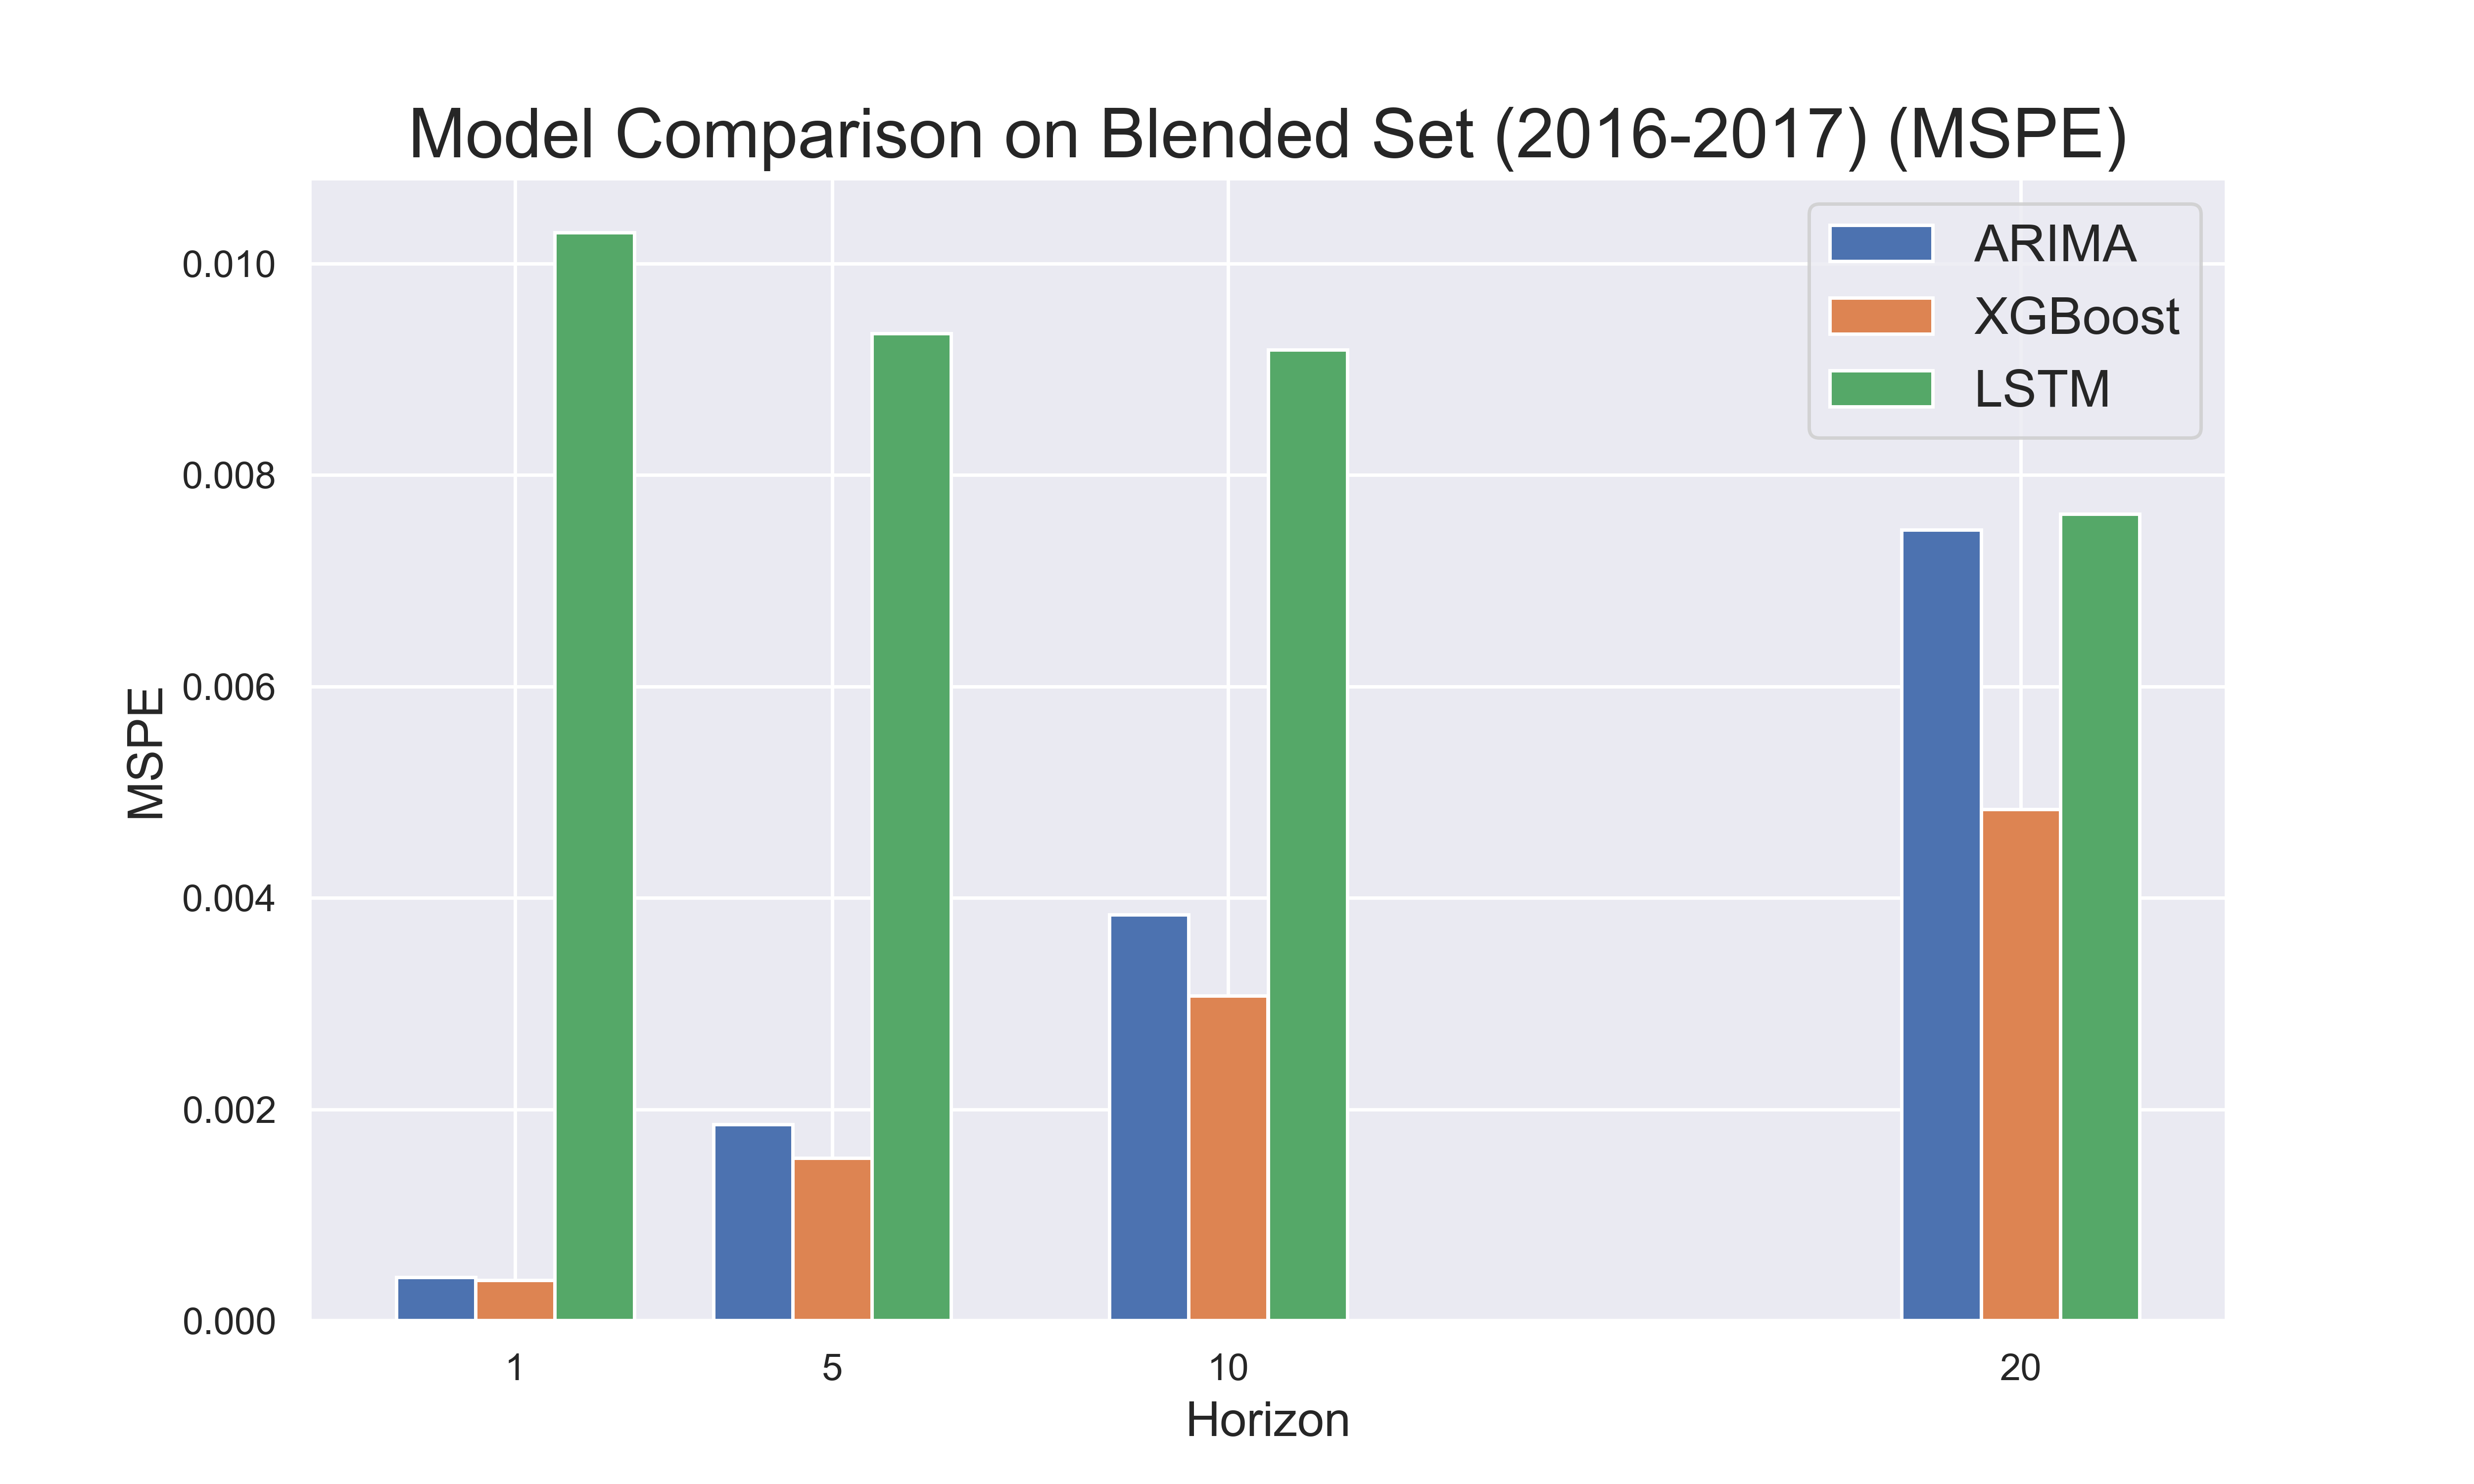 Model Comparison on Blended Set (2016-2017) (MSPE)
ARIMA
XGBoost
LSTM
0.010
0.008
0.006
0.004
0.002
0.000
MSPE
1 5 10 20
Horizon